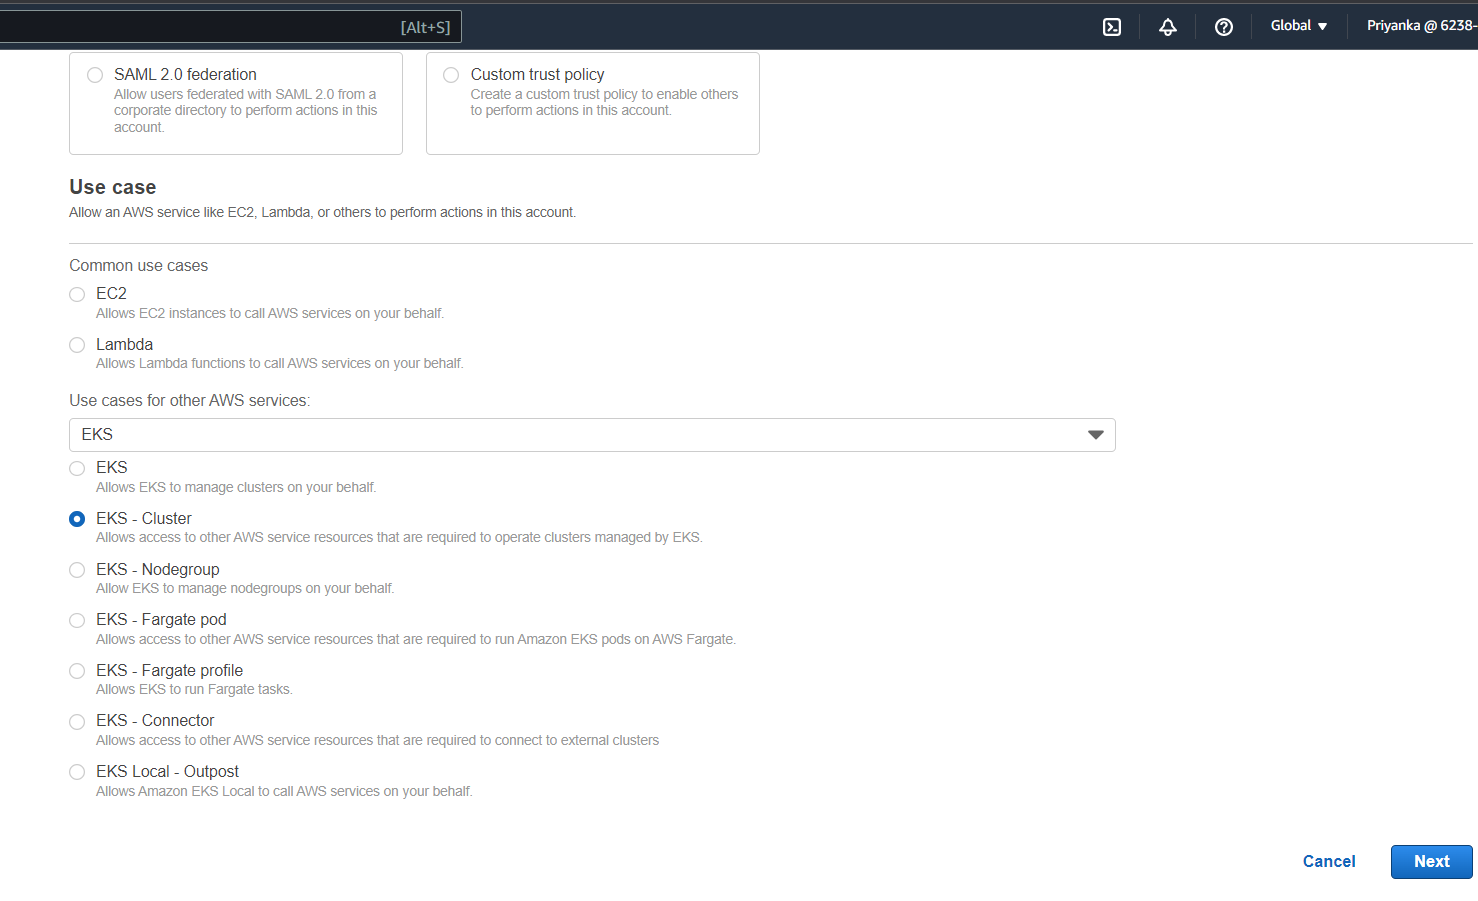 [Alt+S]
Global ▼
Priyanka @ 6238-
SAML 2.0 federation
Allow users federated with SAML 2.0 from a
corporate directory to perform actions in this
account.
Custom trust policy
Create a custom trust policy to enable others
to perform actions in this account.
Use case
Allow an AWS service like EC2, Lambda, or others to perform actions in this account.
Common use cases
EC2
Allows EC2 instances to call AWS services on your behalf.
Lambda
Allows Lambda functions to call AWS services on your behalf.
Use cases for other AWS services:
EKS
EKS
Allows EKS to manage clusters on your behalf.
EKS - Cluster
Allows access to other AWS service resources that are required to operate clusters managed by EKS.
EKS - Nodegroup
Allow EKS to manage nodegroups on your behalf.
EKS - Fargate pod
Allows access to other AWS service resources that are required to run Amazon EKS pods on AWS Fargate.
EKS - Fargate profile
Allows EKS to run Fargate tasks.
EKS - Connector
Allows access to other AWS service resources that are required to connect to external clusters
EKS Local - Outpost
Allows Amazon EKS Local to call AWS services on your behalf.
Cancel
Next